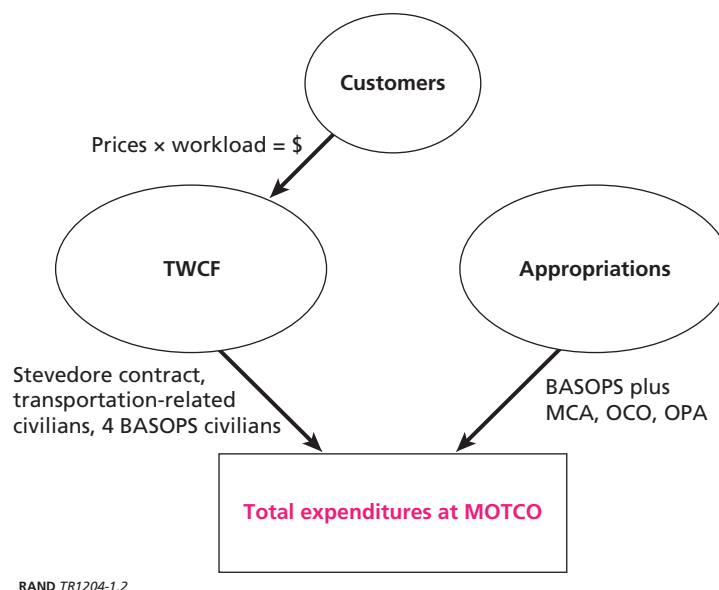 Customers
Prices × workload = $
TWCF
Appropriations
Stevedore contract,
transportation-related
civilians, 4 BASOPS civilians
BASOPS plus
MCA, OCO, OPA
Total expenditures at MOTCO
RAND TR1204-1.2